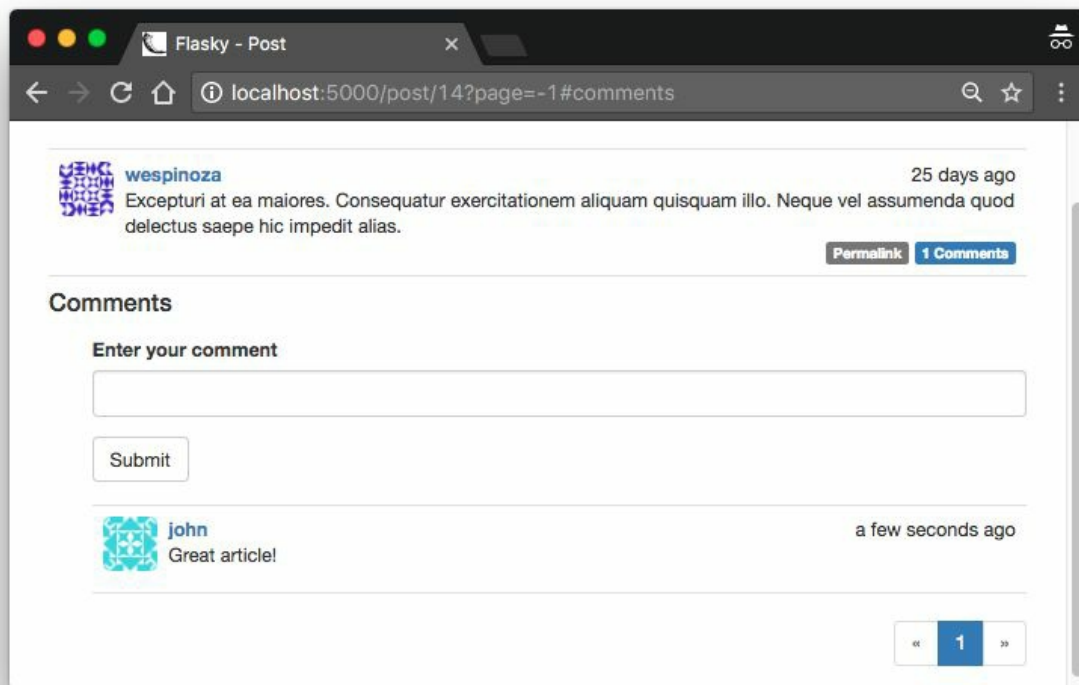 Flasky - Post
localhost:5000/post/14?page=-1#comments
wespinoza
25 days ago
Excepturi at ea maiores. Consequatur exercitationem aliquam quisquam illo. Neque vel assumenda quod
delectus saepe hic impedit alias.
Permalink
1 Comments
Comments
Enter your comment
Submit
john
a few seconds ago
Great article!
« 1 »